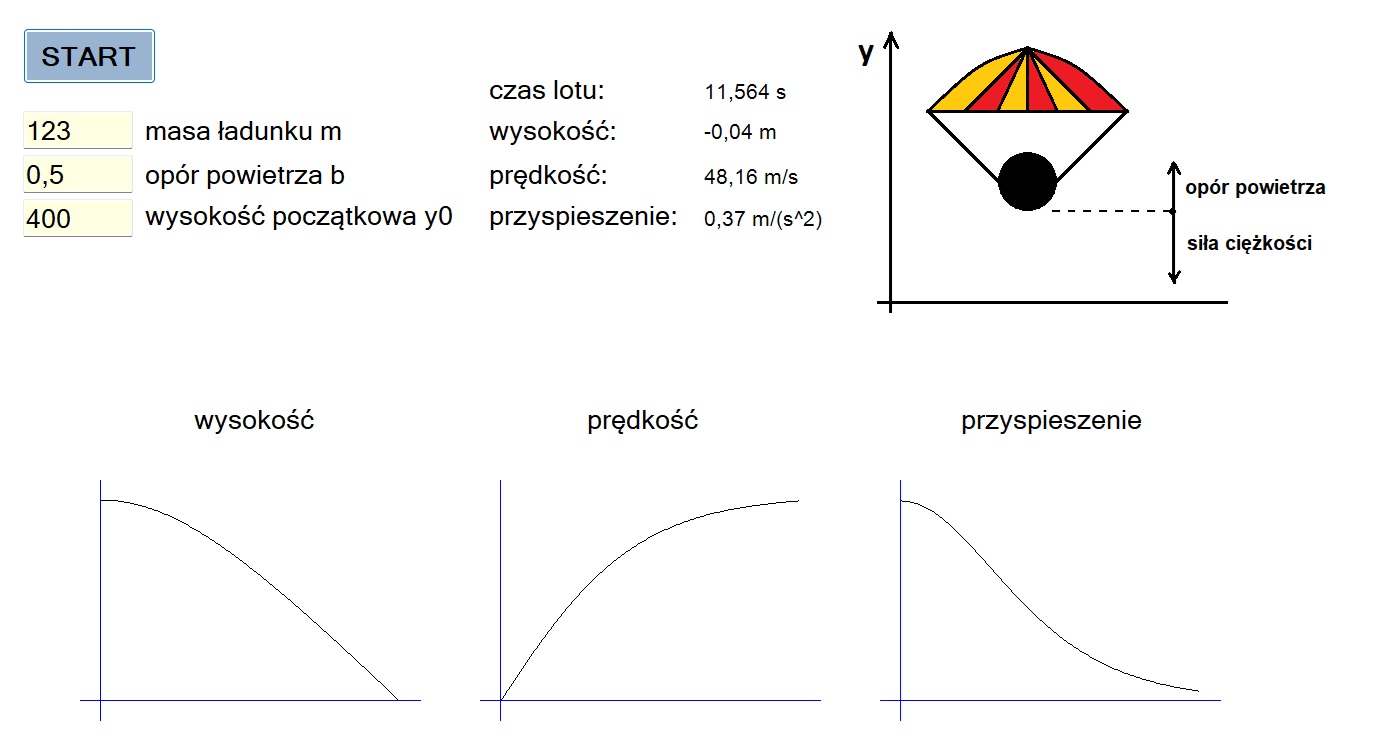 START
123 masa ładunku m
0,5 opór powietrza b
400 wysokość początkowa y0
czas lotu: 11,564 s
wysokość: -0,04 m
prędkość: 48,16 m/s
przyspieszenie: 0,37 m/(s^2)
y
opór powietrza
siła ciężkości
wysokość
prędkość
przyspieszenie